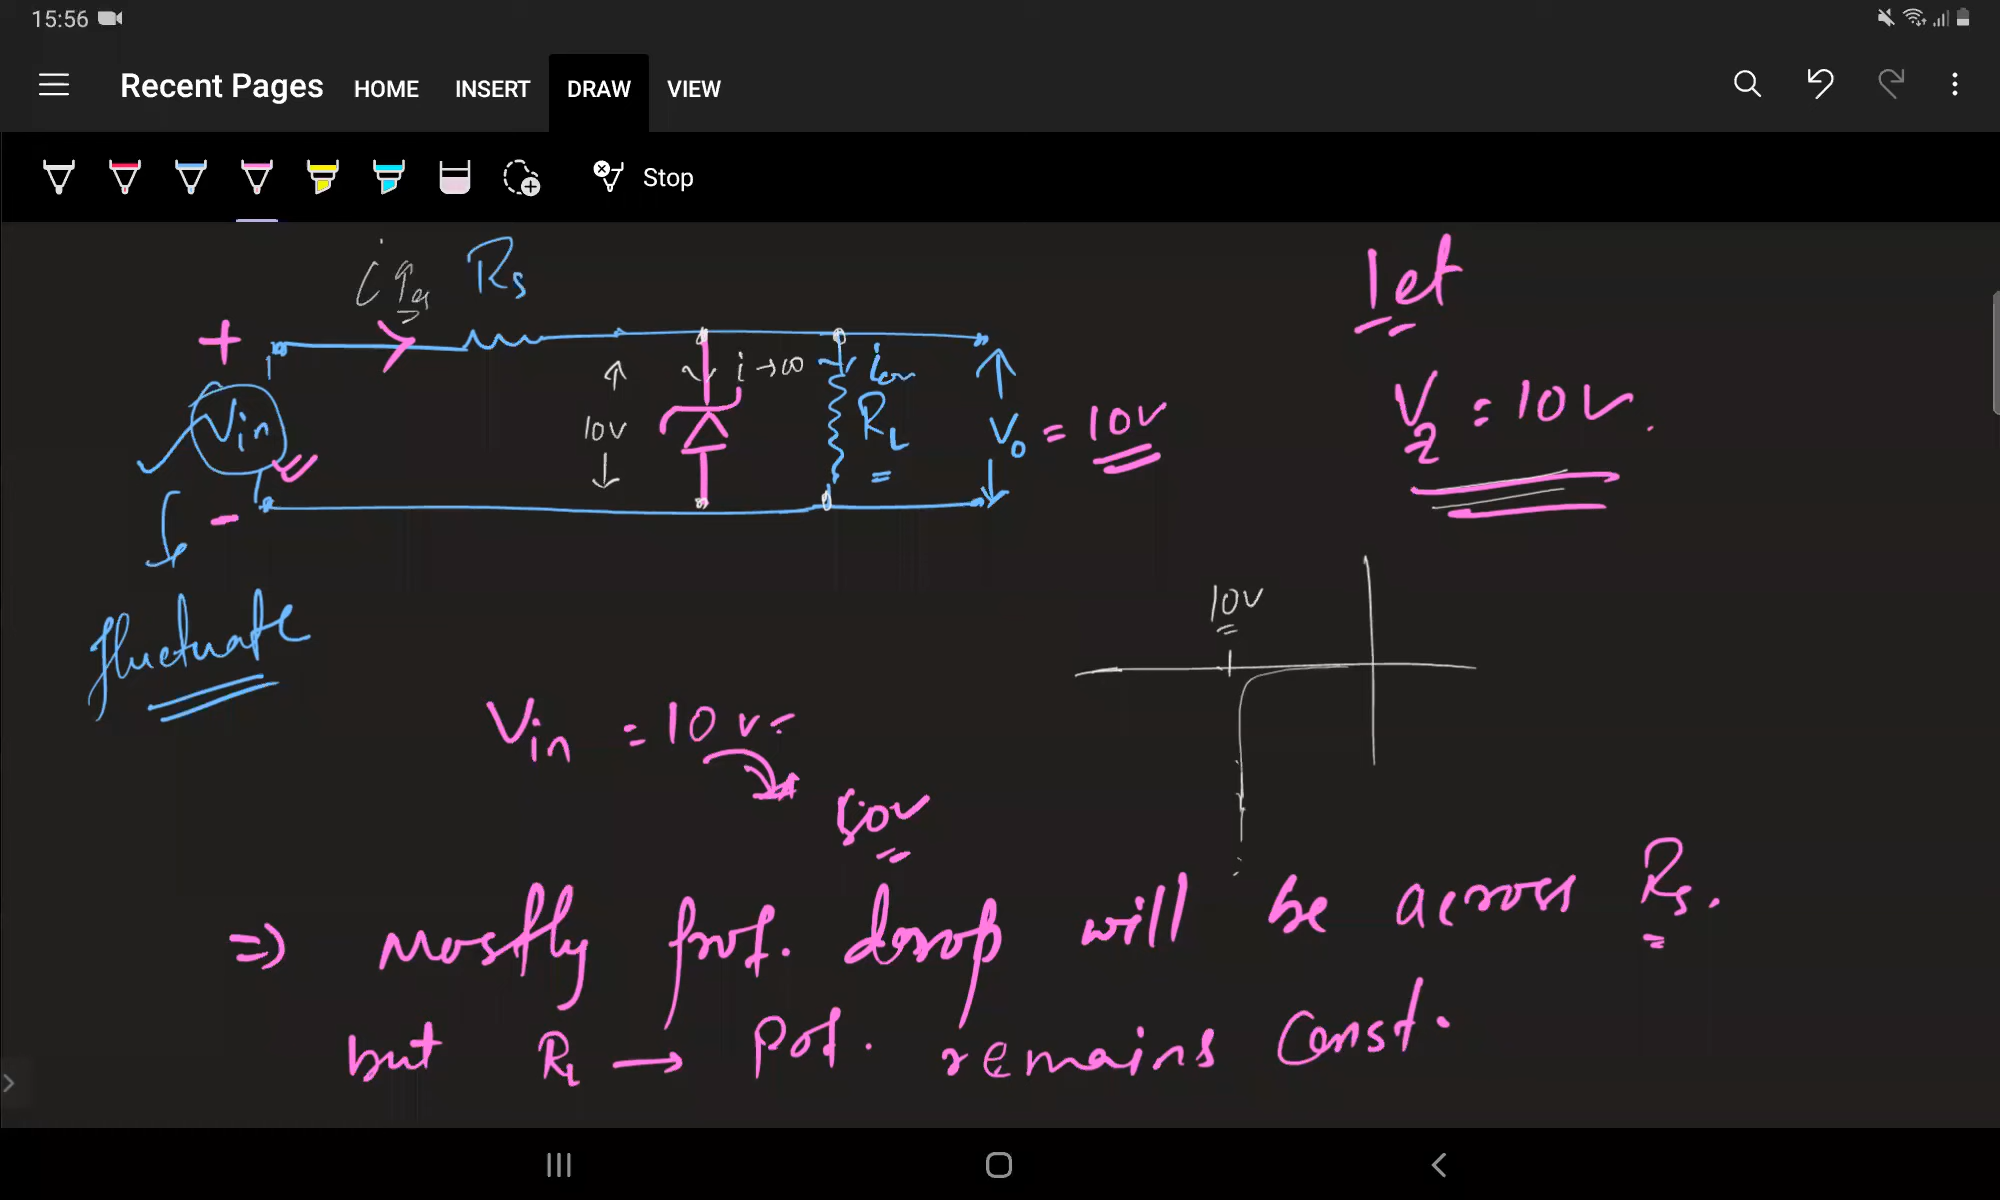 15:56
Recent Pages HOME INSERT DRAW VIEW
Stop
Rs
let
i→∞
10V
RL
Vo = 10V
Vz = 10V.
Vin
+
-
fluctuate
10V
Vin = 10V
50V
=> Mostly pot. drop will be across Rs.
but RL → Pot. remains Const.